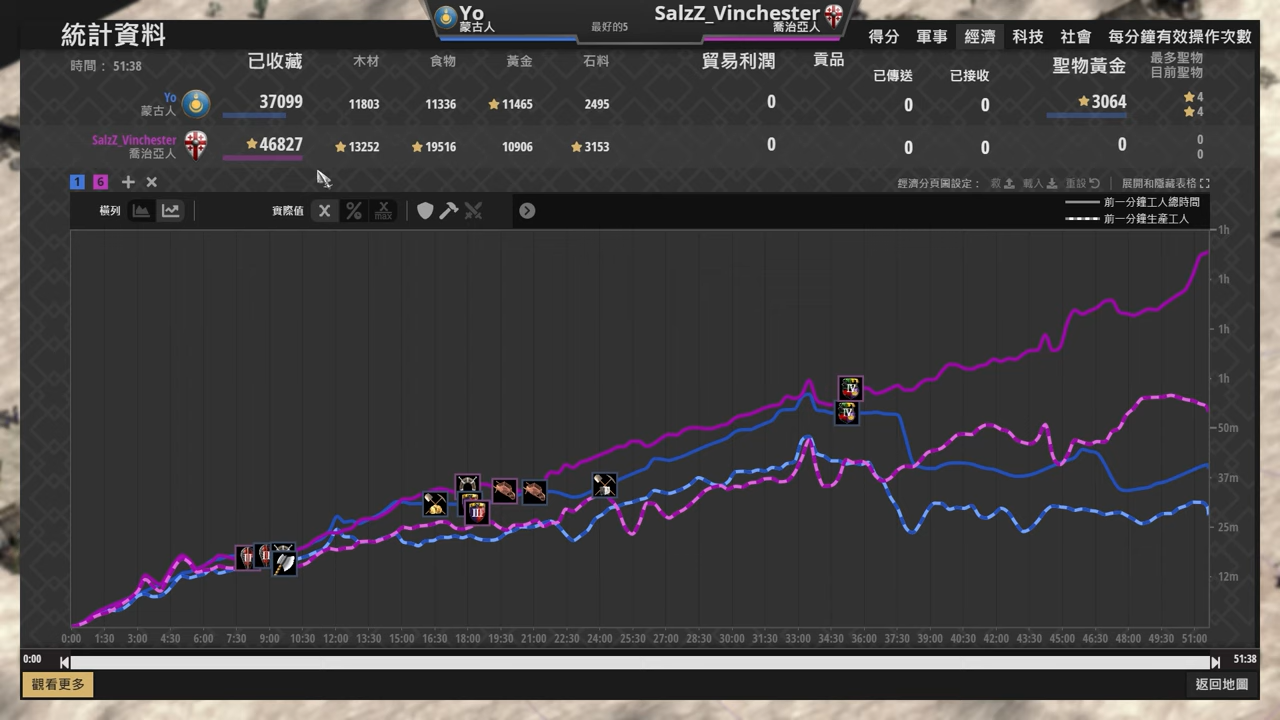 Yo
蒙古人
最好的5
SalzZ_Vinchester
喬治亞人
統計資料
得分 軍事 經濟 科技 社會 每分鐘有效操作次數
時間： 51:38
已收藏 木材 食物 黃金 石料 貿易利潤 貢品 已傳送 已接收 聖物黃金 最多聖物
目前聖物
Yo
蒙古人
37099 11803 11336 11465 2495 0 0 0 3064 4
4
SalzZ_Vinchester
喬治亞人
46827 13252 19516 10906 3153 0 0 0 0 0
0
1 6
經濟分頁圖設定： 載入 重設 展開和隱藏表格
橫列 實際值 X % X
max
前一分鐘工人總時間
前一分鐘生產工人
1h
1h
1h
1h
50m
37m
25m
12m
II II III IV IV
0:00 1:30 3:00 4:30 6:00 7:30 9:00 10:30 12:00 13:30 15:00 16:30 18:00 19:30 21:00 22:30 24:00 25:30 27:00 28:30 30:00 31:30 33:00 34:30 36:00 37:30 39:00 40:30 42:00 43:30 45:00 46:30 48:00 49:30 51:00
0:00 51:38
觀看更多 返回地圖